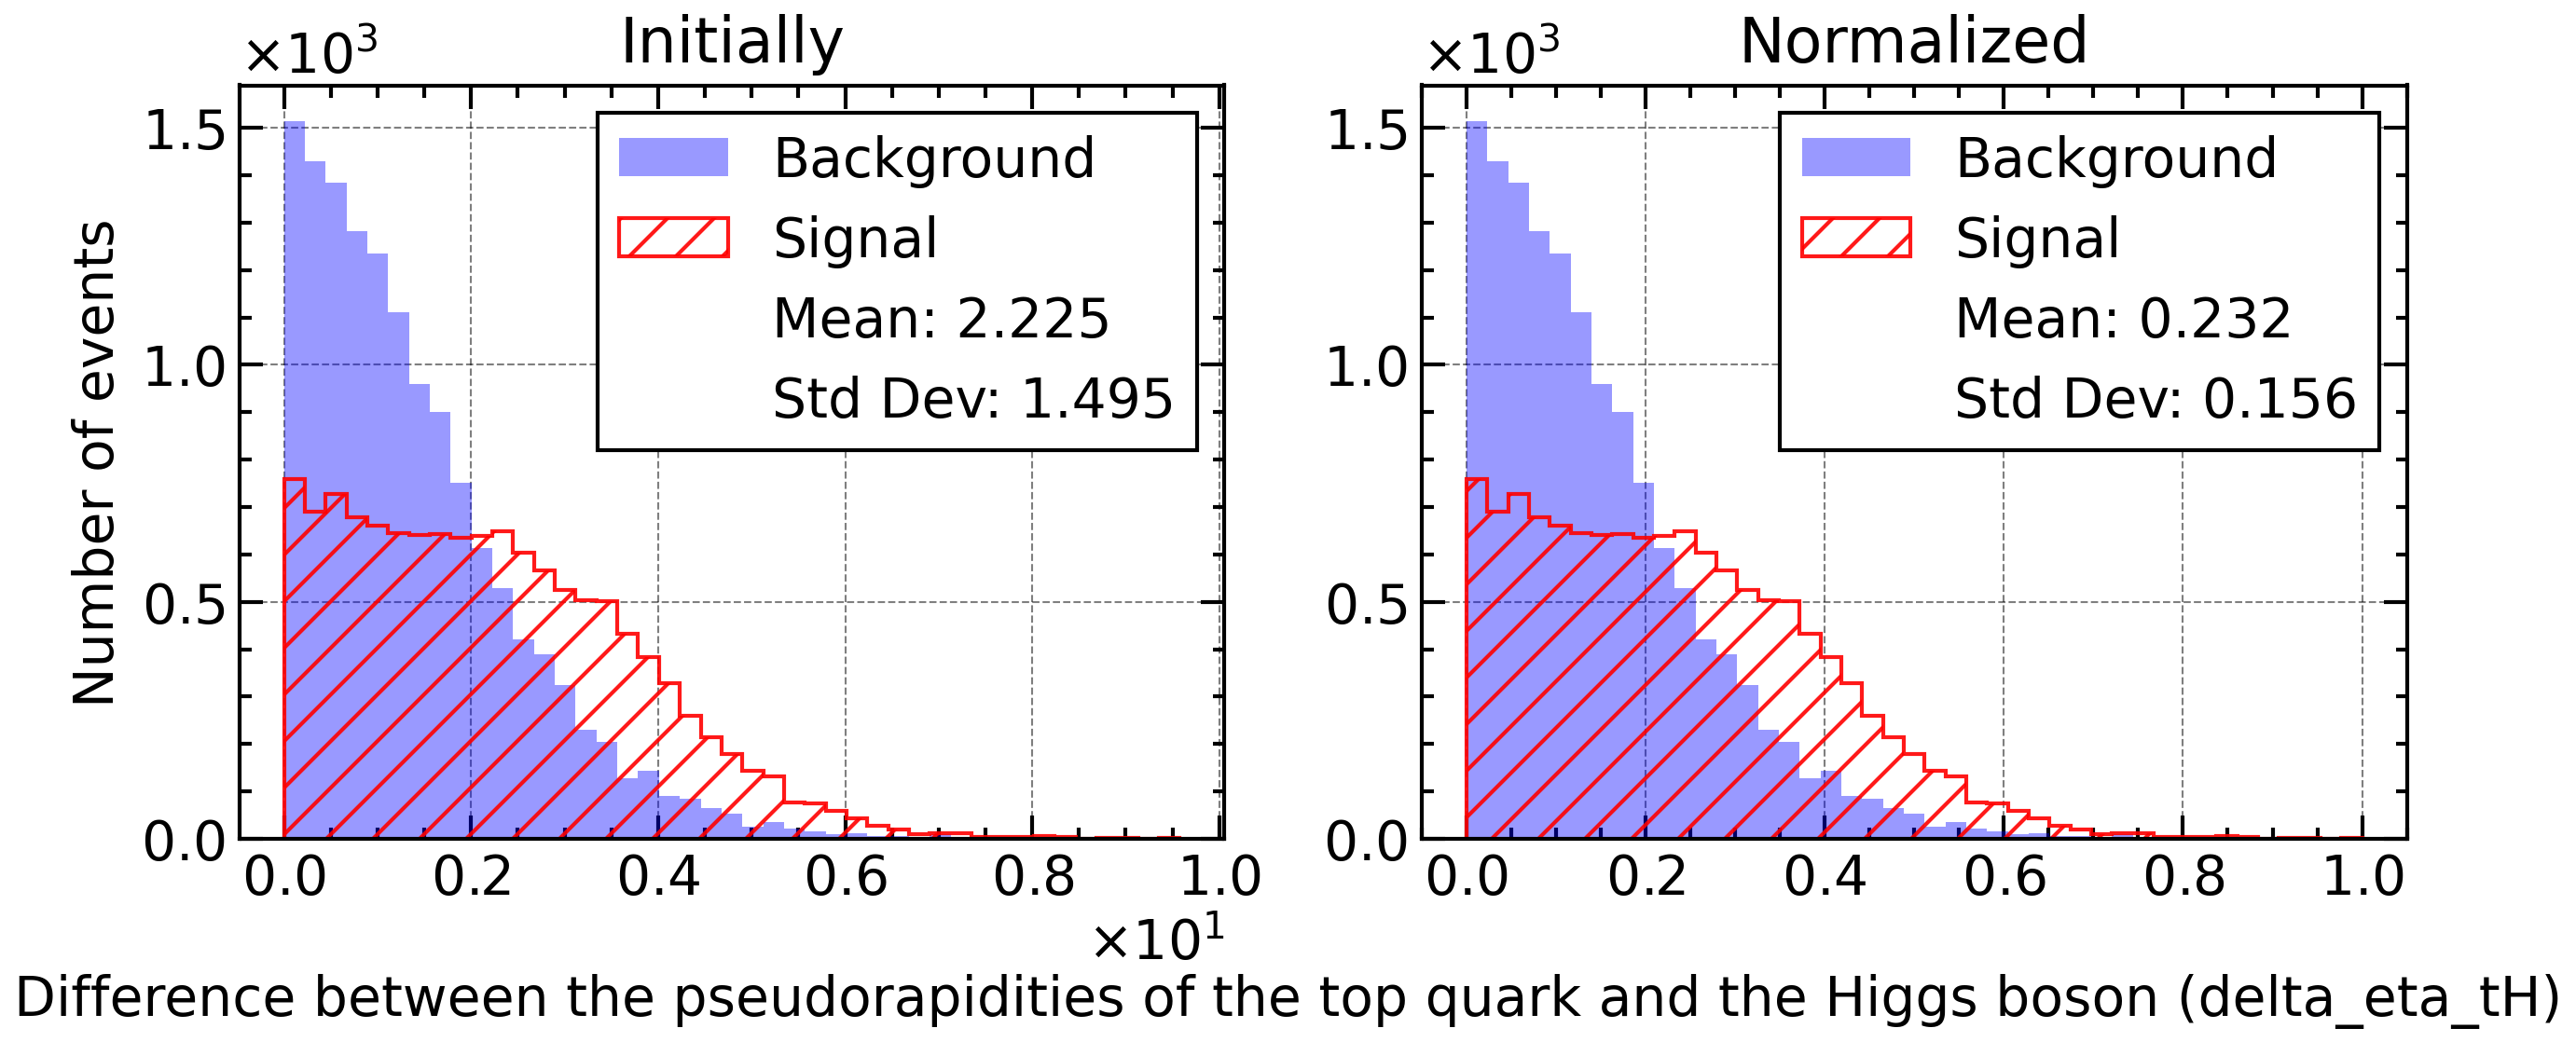 Initially
×10³
1.5
1.0
0.5
0.0
Number of events
Background
Signal
Mean: 2.225
Std Dev: 1.495
0.0 0.2 0.4 0.6 0.8 1.0
×10¹
Normalized
×10³
1.5
1.0
0.5
0.0
Background
Signal
Mean: 0.232
Std Dev: 0.156
0.0 0.2 0.4 0.6 0.8 1.0
Difference between the pseudorapidities of the top quark and the Higgs boson (delta_eta_tH)